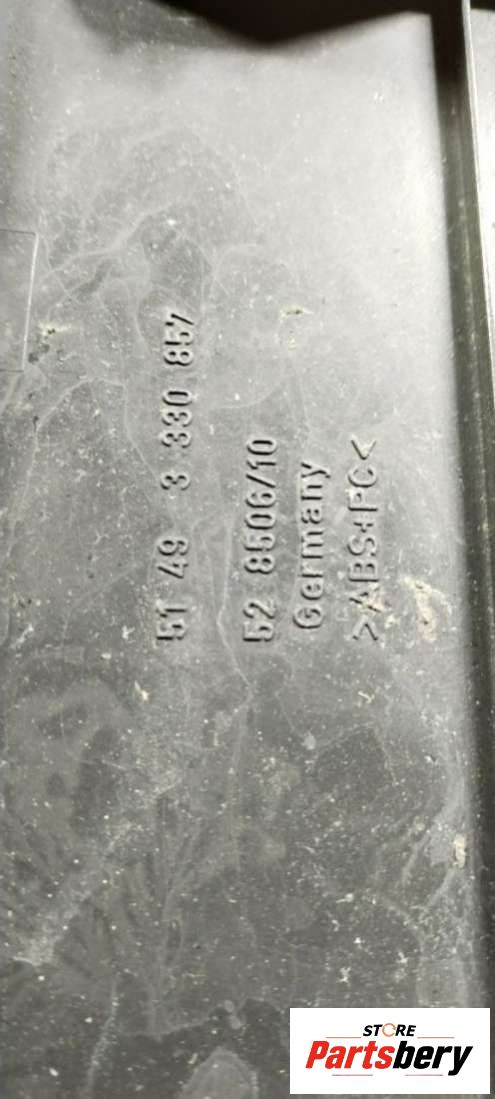 51 49 3 330 857
52 8506/10
Germany
>ABS+PC<
STORE
Partsbery